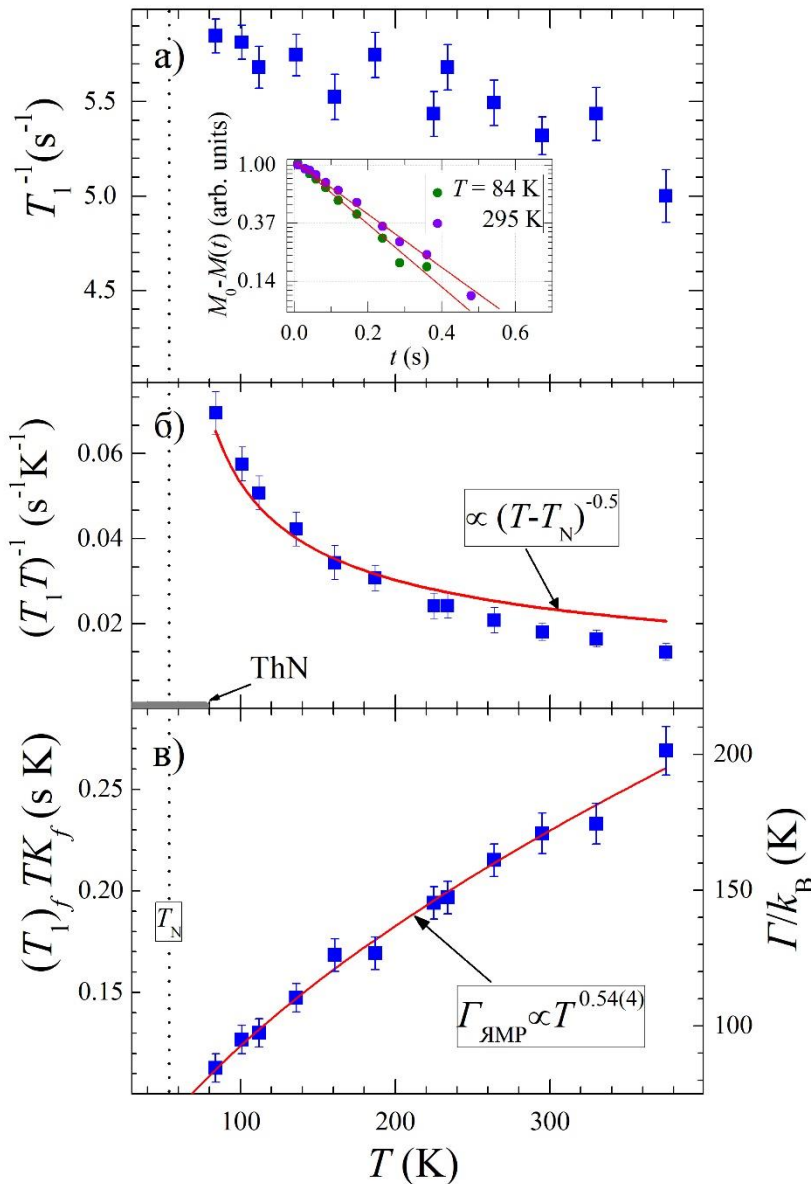 а)
5.5
5.0
4.5
T₁⁻¹(s⁻¹)
1.00
0.37
0.14
M₀-M(t) (arb. units)
T = 84 K
295 K
0.0 0.2 0.4 0.6
t (s)
б)
0.06
0.04
0.02
(T₁T)⁻¹ (s⁻¹K⁻¹)
∝ (T-T_N)^-0.5
ThN
в)
0.25
0.20
0.15
(T₁)_f TK_f (s K)
T_N
Γ_ЯМР∝T^0.54(4)
200
150
100
Γ/k_B (K)
100 200 300
T (K)